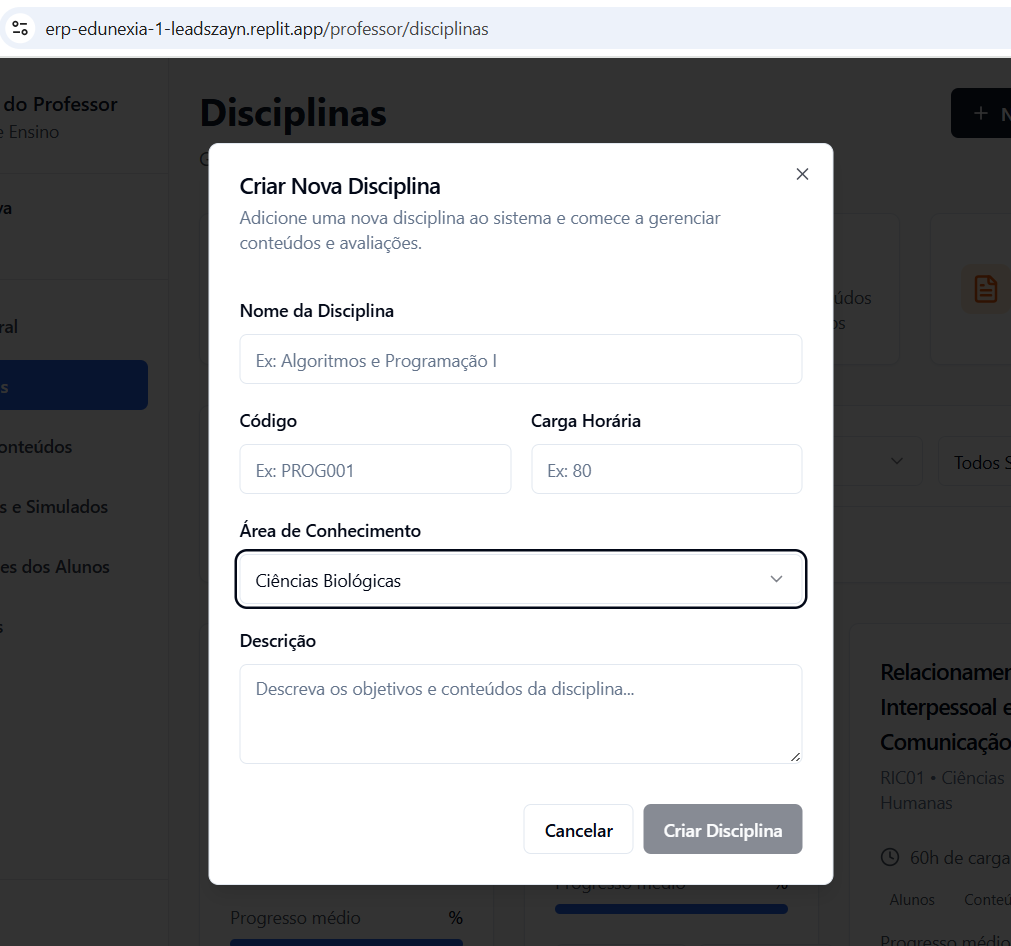 erp-edunexia-1-leadszayn.replit.app/professor/disciplinas
do Professor
e Ensino
va
ral
s
onteúdos
s e Simulados
es dos Alunos
s
Disciplinas
G
+ N
Criar Nova Disciplina
Adicione uma nova disciplina ao sistema e comece a gerenciar
conteúdos e avaliações.
Nome da Disciplina
Ex: Algoritmos e Programação I
Código
Carga Horária
Ex: PROG001
Ex: 80
Área de Conhecimento
Ciências Biológicas
Descrição
Descreva os objetivos e conteúdos da disciplina...
Cancelar
Criar Disciplina
údos
os
Todos S
Relacionamen
Interpessoal e
Comunicação
RIC01 • Ciências
Humanas
60h de carga
Alunos
Conteú
Progresso médio
Progresso médio
%
Progresso médio
%